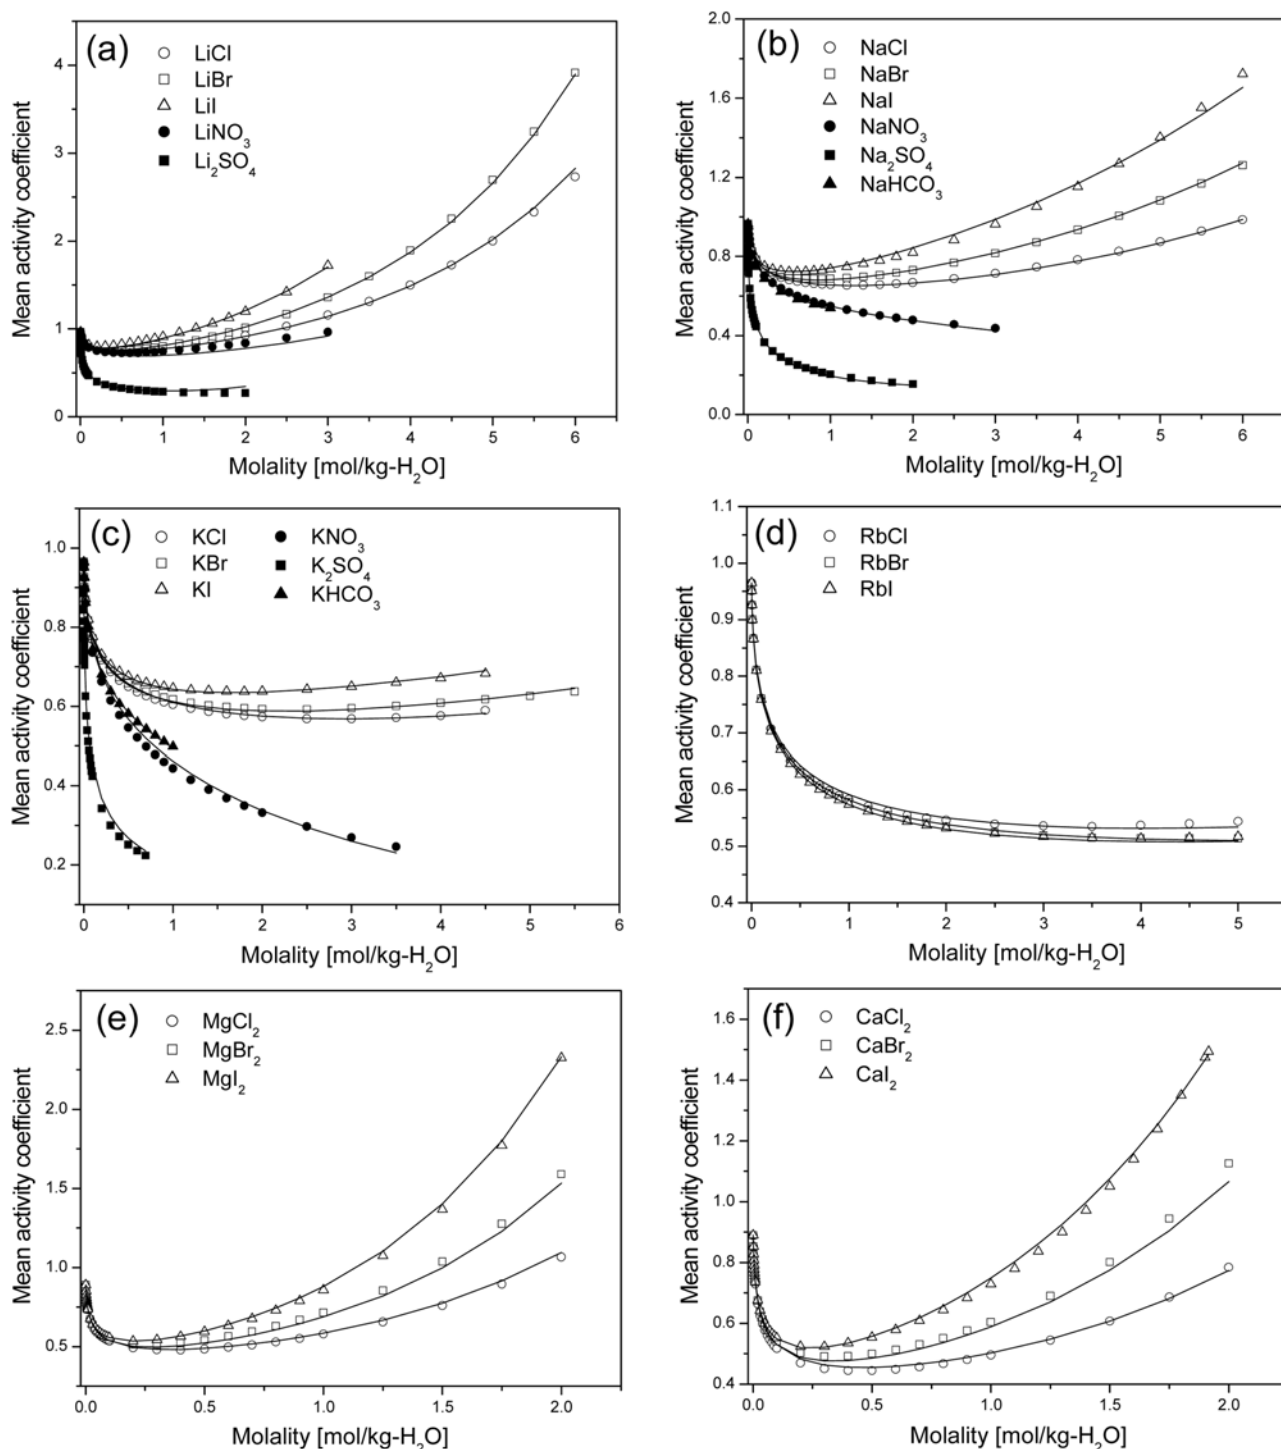 (a)
LiCl
LiBr
LiI
LiNO₃
Li₂SO₄
Mean activity coefficient
4
3
2
1
0
0 1 2 3 4 5 6
Molality [mol/kg-H₂O]
(b)
NaCl
NaBr
NaI
NaNO₃
Na₂SO₄
NaHCO₃
Mean activity coefficient
2.0
1.6
1.2
0.8
0.4
0.0
0 1 2 3 4 5 6
Molality [mol/kg-H₂O]
(c)
KCl KNO₃
KBr K₂SO₄
KI KHCO₃
Mean activity coefficient
1.0
0.8
0.6
0.4
0.2
0 1 2 3 4 5 6
Molality [mol/kg-H₂O]
(d)
RbCl
RbBr
RbI
Mean activity coefficient
1.1
1.0
0.9
0.8
0.7
0.6
0.5
0.4
0 1 2 3 4 5
Molality [mol/kg-H₂O]
(e)
MgCl₂
MgBr₂
MgI₂
Mean activity coefficient
2.5
2.0
1.5
1.0
0.5
0.0 0.5 1.0 1.5 2.0
Molality [mol/kg-H₂O]
(f)
CaCl₂
CaBr₂
CaI₂
Mean activity coefficient
1.6
1.4
1.2
1.0
0.8
0.6
0.4
0.0 0.5 1.0 1.5 2.0
Molality [mol/kg-H₂O]